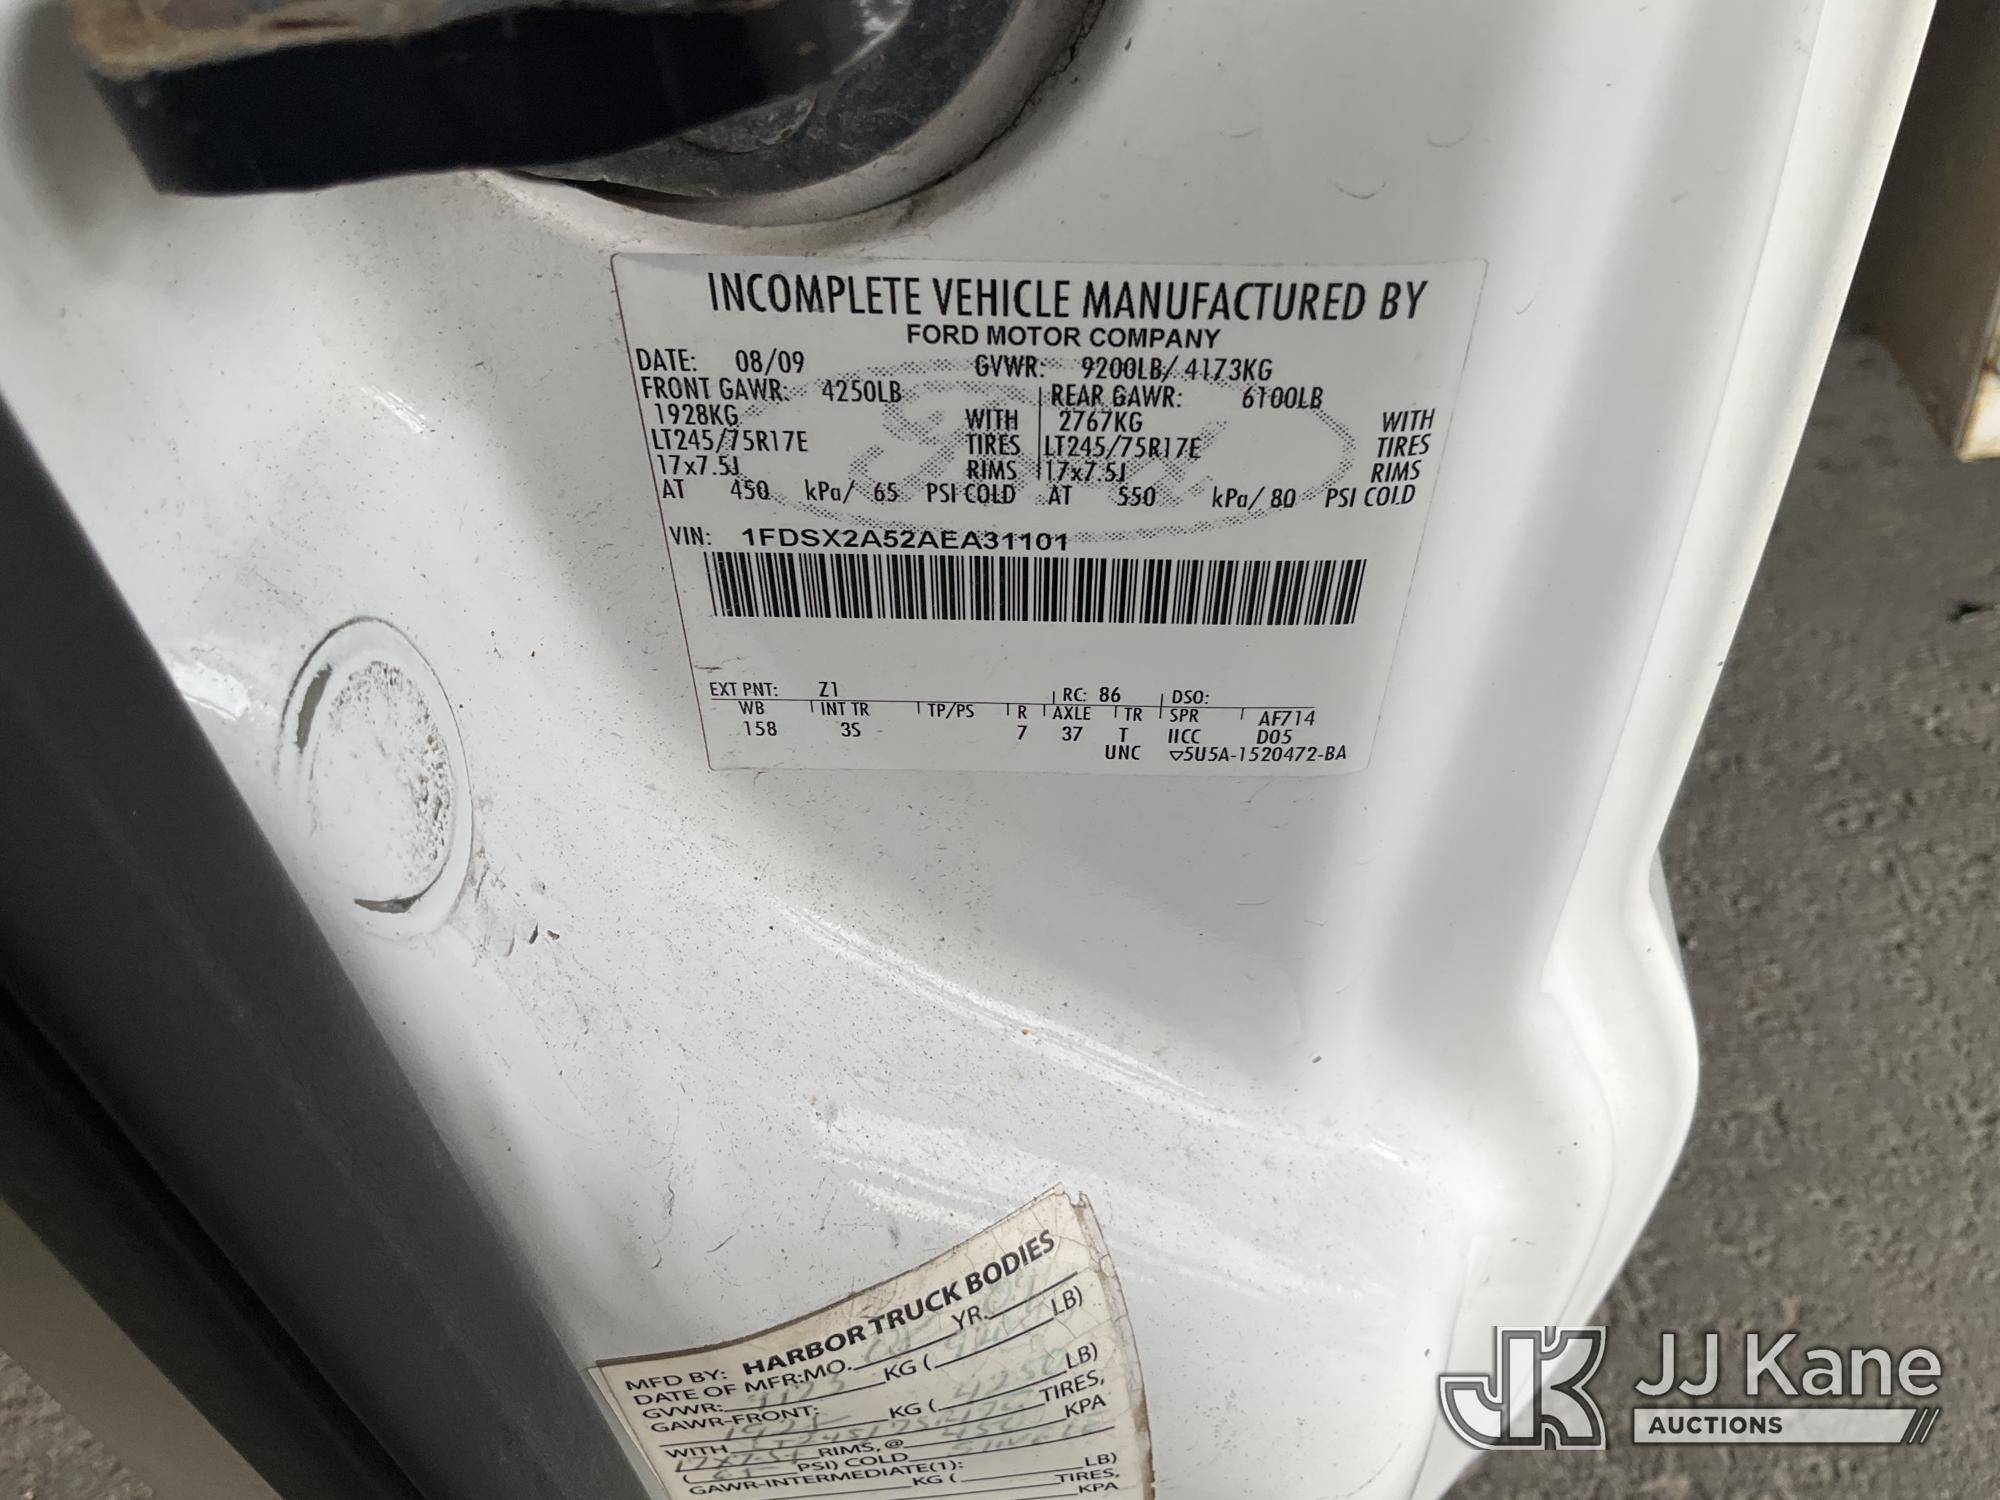 INCOMPLETE VEHICLE MANUFACTURED BY
FORD MOTOR COMPANY
DATE: 08/09 GVWR: 9200LB/ 4173KG
FRONT GAWR: 4250LB REAR GAWR: 6100LB
1928KG WITH 2767KG WITH
LT245/75R17E TIRES LT245/75R17E TIRES
17x7.5J RIMS 17x7.5J RIMS
AT 450 kPa/ 65 PSI COLD AT 550 kPa/ 80 PSI COLD
VIN: 1FDSX2A52AEA31101
EXT PNT: Z1 RC: 86 DSO:
WB INT TR TP/PS R AXLE TR SPR AF714
158 3S 7 37 T IICC D05
UNC ▽5U5A-1520472-BA
MFD BY: HARBOR TRUCK BODIES
DATE OF MFR:MO. YR.
GVWR: 4173 KG ( LB)
GAWR-FRONT: KG ( 4250 LB)
WITH TIRES,
RIMS, @ 450 KPA
( 65 PSI) COLD
GAWR-INTERMEDIATE(1): KG ( LB)
TIRES,
KPA
JJ Kane
AUCTIONS